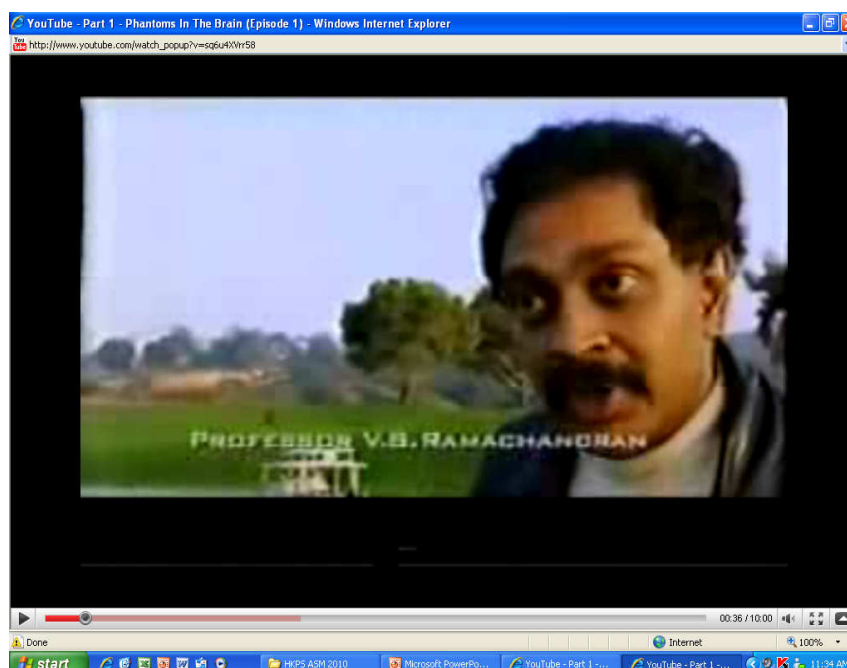 YouTube - Part 1 - Phantoms In The Brain (Episode 1) - Windows Internet Explorer
You Tube http://www.youtube.com/watch_popup?v=sq6u4XVrr58
PROFESSOR V.S. RAMACHANDRAN
00:36 / 10:00
Done Internet 100%
start HKPS ASM 2010 Microsoft PowerPo... YouTube - Part 1 -... YouTube - Part 1 -... 11:34 AM